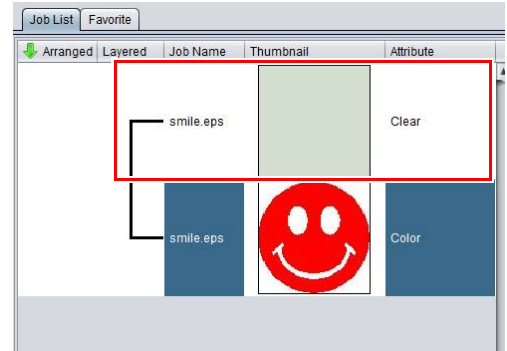 Job List Favorite
Arranged Layered Job Name Thumbnail Attribute
smile.eps Clear
smile.eps Color